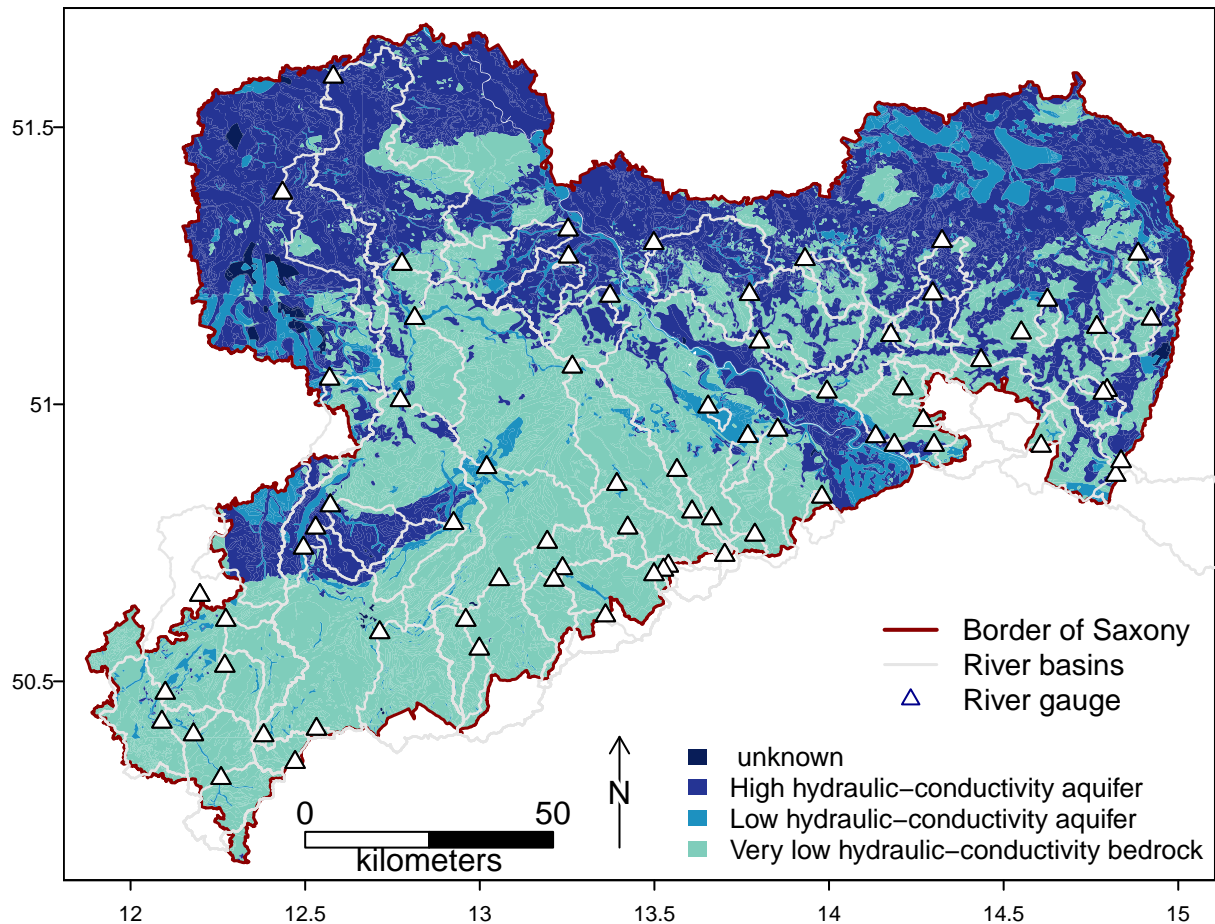 51.5
51
50.5
Border of Saxony
River basins
River gauge
unknown
High hydraulic−conductivity aquifer
Low hydraulic−conductivity aquifer
Very low hydraulic−conductivity bedrock
N
0 50
kilometers
12 12.5 13 13.5 14 14.5 15